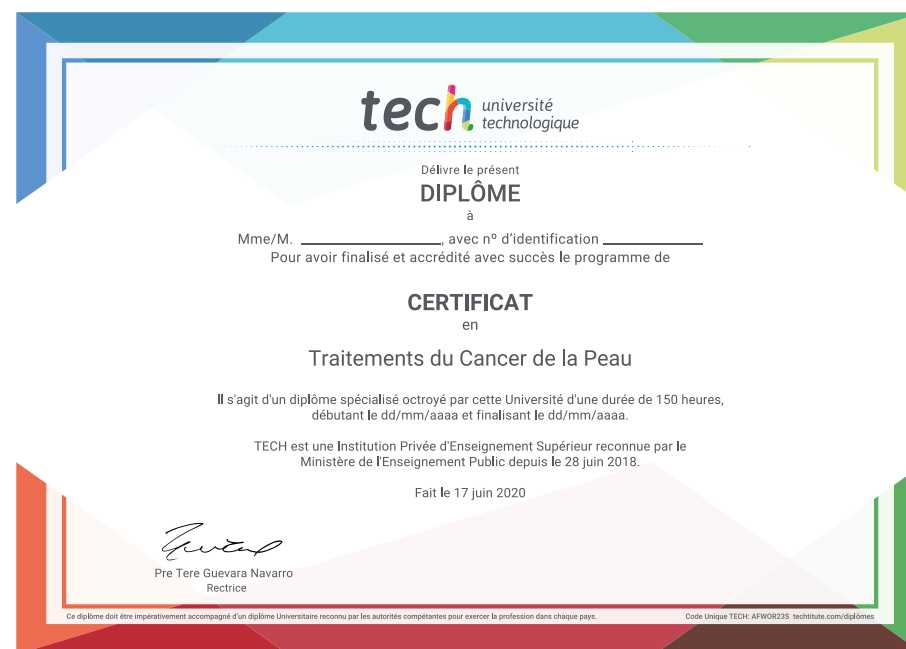 tech université
technologique
Délivre le présent
DIPLÔME
à
Mme/M. ____________________, avec nº d'identification ______________
Pour avoir finalisé et accrédité avec succès le programme de
CERTIFICAT
en
Traitements du Cancer de la Peau
Il s'agit d'un diplôme spécialisé octroyé par cette Université d'une durée de 150 heures,
débutant le dd/mm/aaaa et finalisant le dd/mm/aaaa.
TECH est une Institution Privée d'Enseignement Supérieur reconnue par le
Ministère de l'Enseignement Public depuis le 28 juin 2018.
Fait le 17 juin 2020
Pre Tere Guevara Navarro
Rectrice
Ce diplôme doit être impérativement accompagné d'un diplôme Universitaire reconnu par les autorités compétantes pour exercer la profession dans chaque pays.
Code Unique TECH: AFWOR23S techtitute.com/diplômes